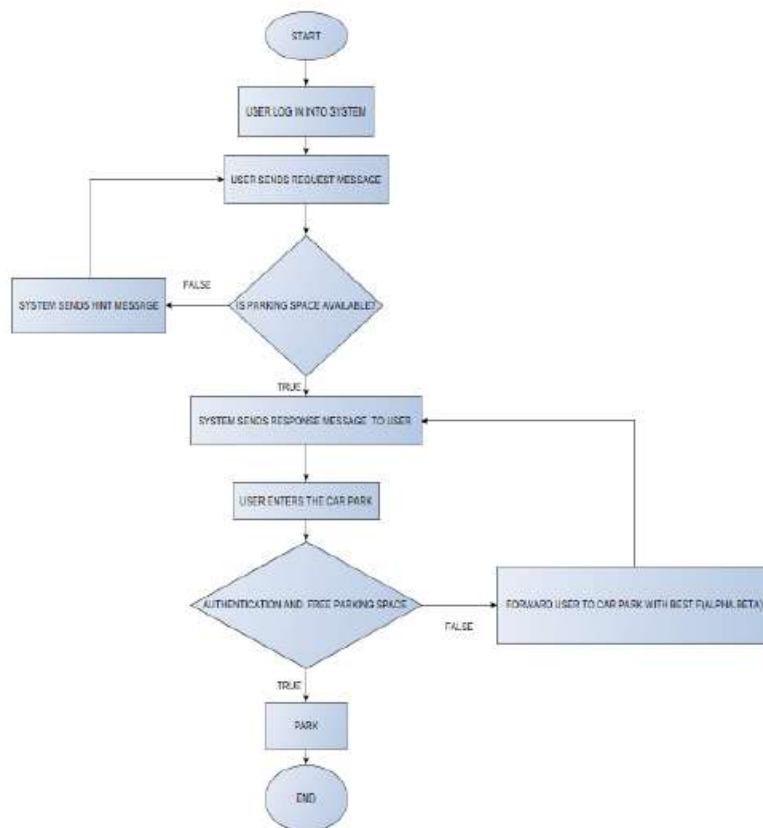 START
USER LOG IN INTO SYSTEM
USER SENDS REQUEST MESSAGE
FALSE
SYSTEM SENDS HINT MESSAGE
IS PARKING SPACE AVAILABLE?
TRUE
SYSTEM SENDS RESPONSE MESSAGE TO USER
USER ENTERS THE CAR PARK
AUTHENTICATION AND FREE PARKING SPACE
FORWARD USER TO CAR PARK WITH BEST F(ALPHA,BETA)
FALSE
TRUE
PARK
END